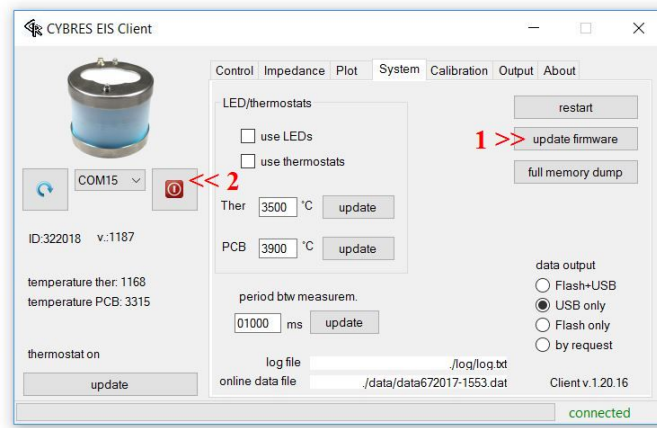 CYBRES EIS Client
Control Impedance Plot System Calibration Output About
LED/thermostats
use LEDs
use thermostats
Ther 3500 °C update
PCB 3900 °C update
period btw measurem.
01000 ms update
restart
1 >> update firmware
full memory dump
COM15
<< 2
ID:322018 v.:1187
temperature ther: 1168
temperature PCB: 3315
thermostat on
update
data output
Flash+USB
USB only
Flash only
by request
log file ./log/log.txt
online data file ./data/data672017-1553.dat
Client v.1.20.16
connected